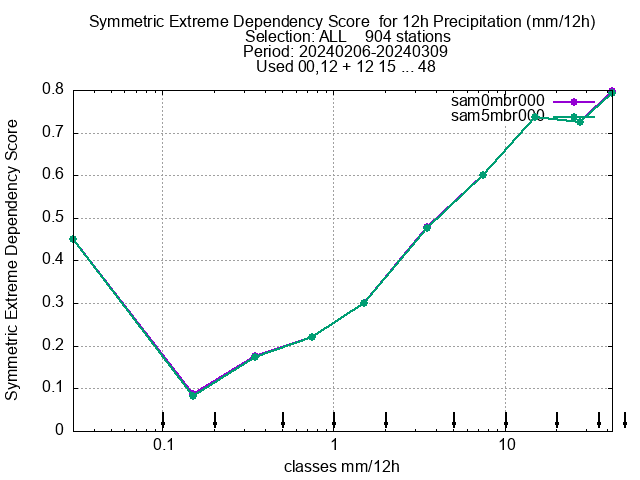 Symmetric Extreme Dependency Score for 12h Precipitation (mm/12h)
Selection: ALL 904 stations
Period: 20240206-20240309
Used 00,12 + 12 15 ... 48
sam0mbr000
sam5mbr000
Symmetric Extreme Dependency Score
0.8
0.7
0.6
0.5
0.4
0.3
0.2
0.1
0
0.1
1
10
classes mm/12h